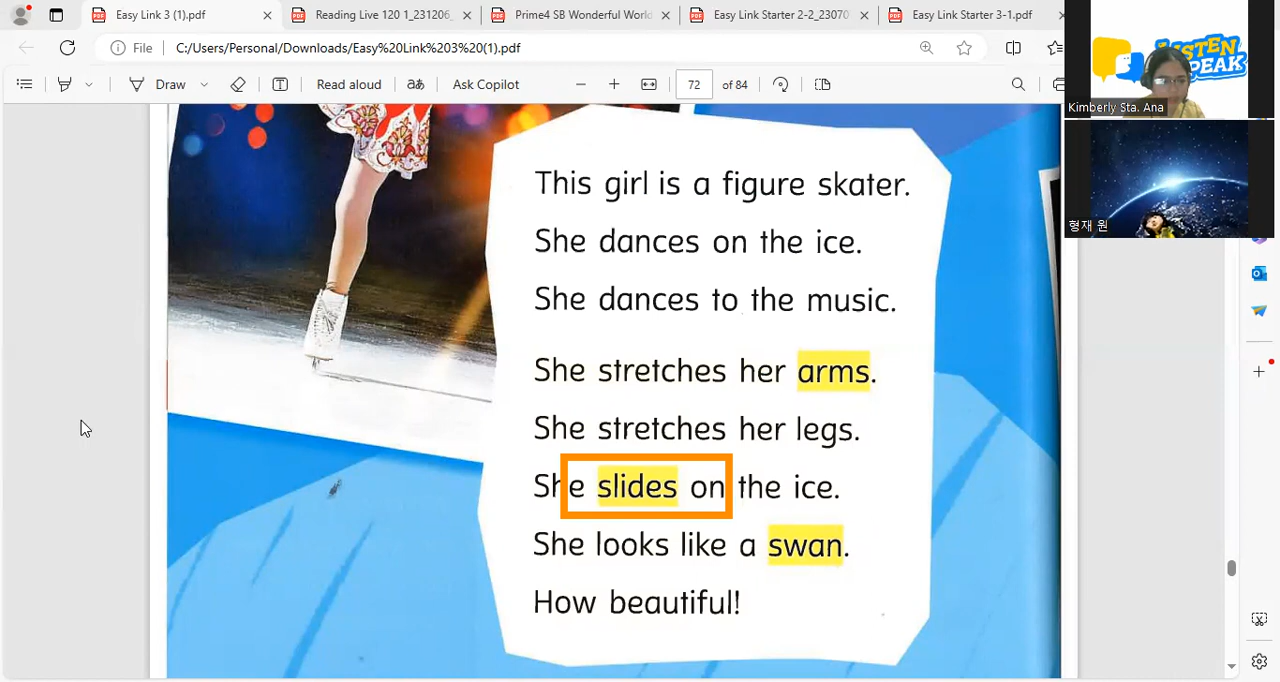 Easy Link 3 (1).pdf
Reading Live 120 1_231206_
Prime4 SB Wonderful World
Easy Link Starter 2-2_23070
Easy Link Starter 3-1.pdf
File
C:/Users/Personal/Downloads/Easy%20Link%203%20(1).pdf
Draw
Read aloud
aあ
Ask Copilot
72 of 84
LISTEN
SPEAK
Kimberly Sta. Ana
형재 원
This girl is a figure skater.
She dances on the ice.
She dances to the music.
She stretches her arms.
She stretches her legs.
She slides on the ice.
She looks like a swan.
How beautiful!